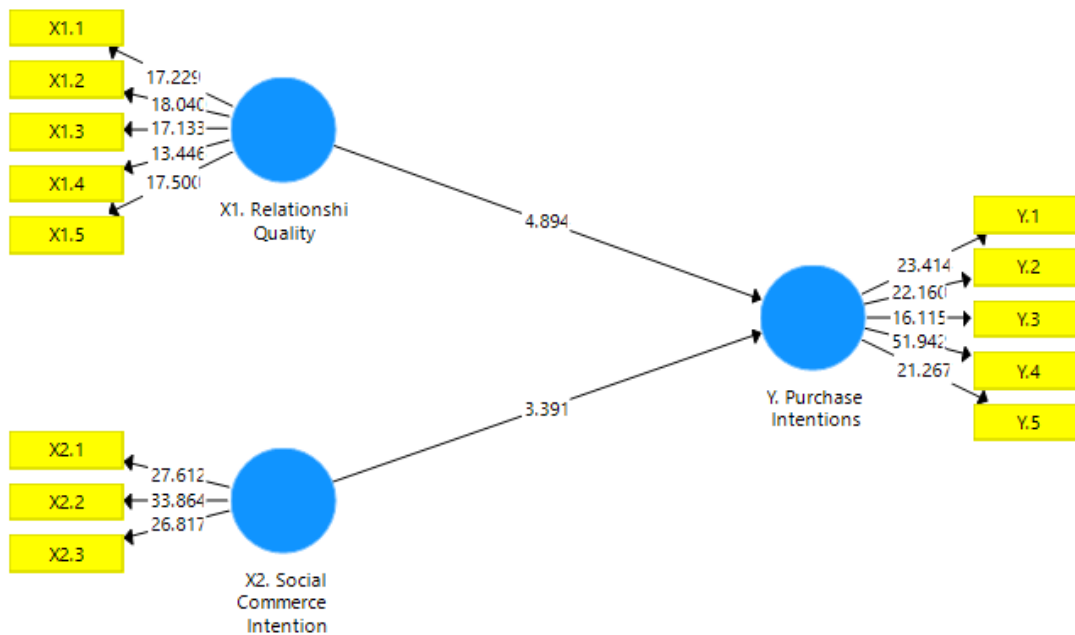 X1.1
X1.2
X1.3
X1.4
X1.5
17.229
18.040
17.133
13.446
17.500
X1. Relationshi
Quality
4.894
X2.1
X2.2
X2.3
27.612
33.864
26.817
X2. Social
Commerce
Intention
3.391
Y. Purchase
Intentions
23.414
22.160
16.115
51.942
21.267
Y.1
Y.2
Y.3
Y.4
Y.5